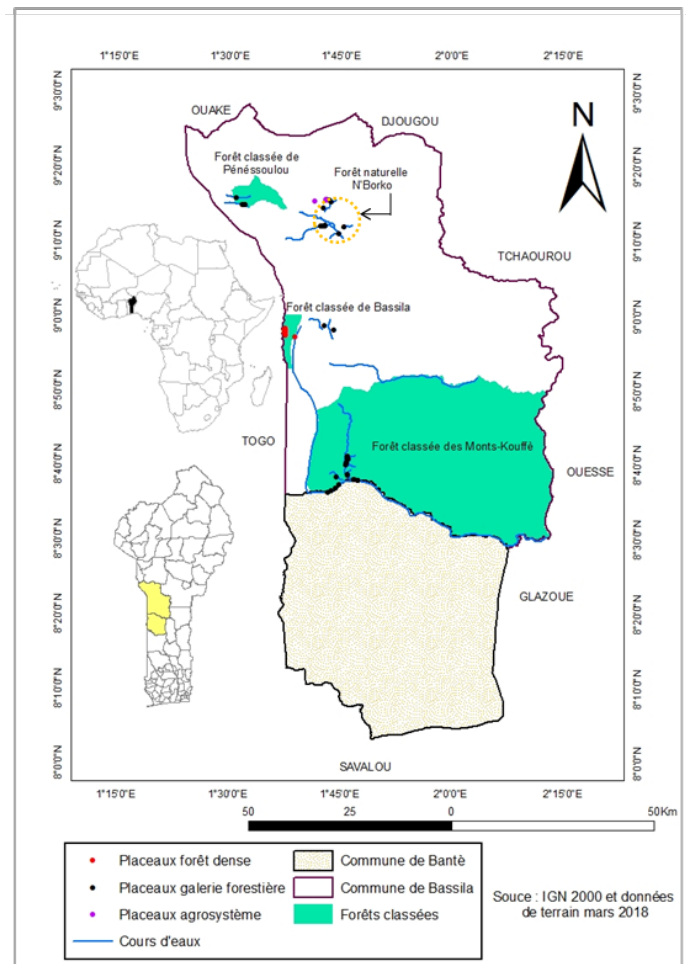 1°15'0"E 1°30'0"E 1°45'0"E 2°0'0"E 2°15'0"E
9°30'0"N
9°30'0"N
OUAKE
DJOUGOU
N
9°20'0"N
9°20'0"N
Forêt classée de
Pénéssoulou
Forêt naturelle
N'Borko
9°10'0"N
9°10'0"N
TCHAOUROU
9°0'0"N
9°0'0"N
Forêt classée de Bassila
8°50'0"N
8°50'0"N
TOGO
Forêt classée des Monts-Kouffé
8°40'0"N
8°40'0"N
OUESSE
8°30'0"N
8°30'0"N
GLAZOUE
8°20'0"N
8°20'0"N
8°10'0"N
8°10'0"N
SAVALOU
8°0'0"N
8°0'0"N
1°15'0"E 1°30'0"E 1°45'0"E 2°0'0"E 2°15'0"E
50 25 0 50Km
Placeaux forêt dense
Placeaux galerie forestière
Placeaux agrosystème
Cours d'eaux
Commune de Bantè
Commune de Bassila
Forêts classées
Souce : IGN 2000 et données
de terrain mars 2018